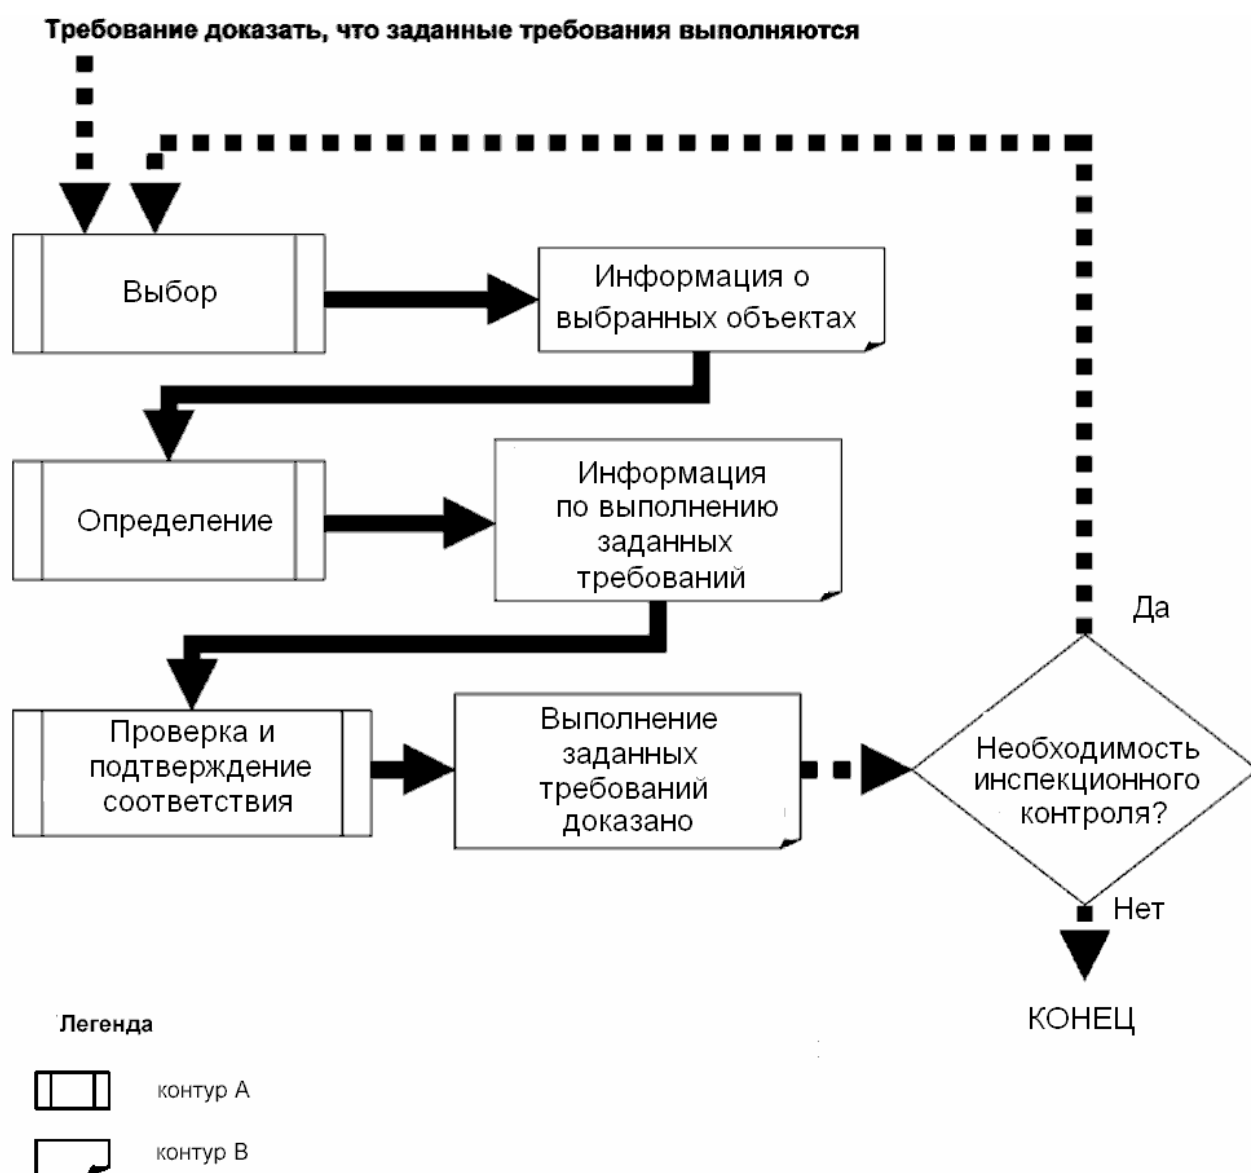 Требование доказать, что заданные требования выполняются
Выбор
Информация о
выбранных объектах
Определение
Информация
по выполнению
заданных
требований
Да
Проверка и
подтверждение
соответствия
Выполнение
заданных
требований
доказано
Необходимость
инспекционного
контроля?
Нет
КОНЕЦ
Легенда
контур А
контур В